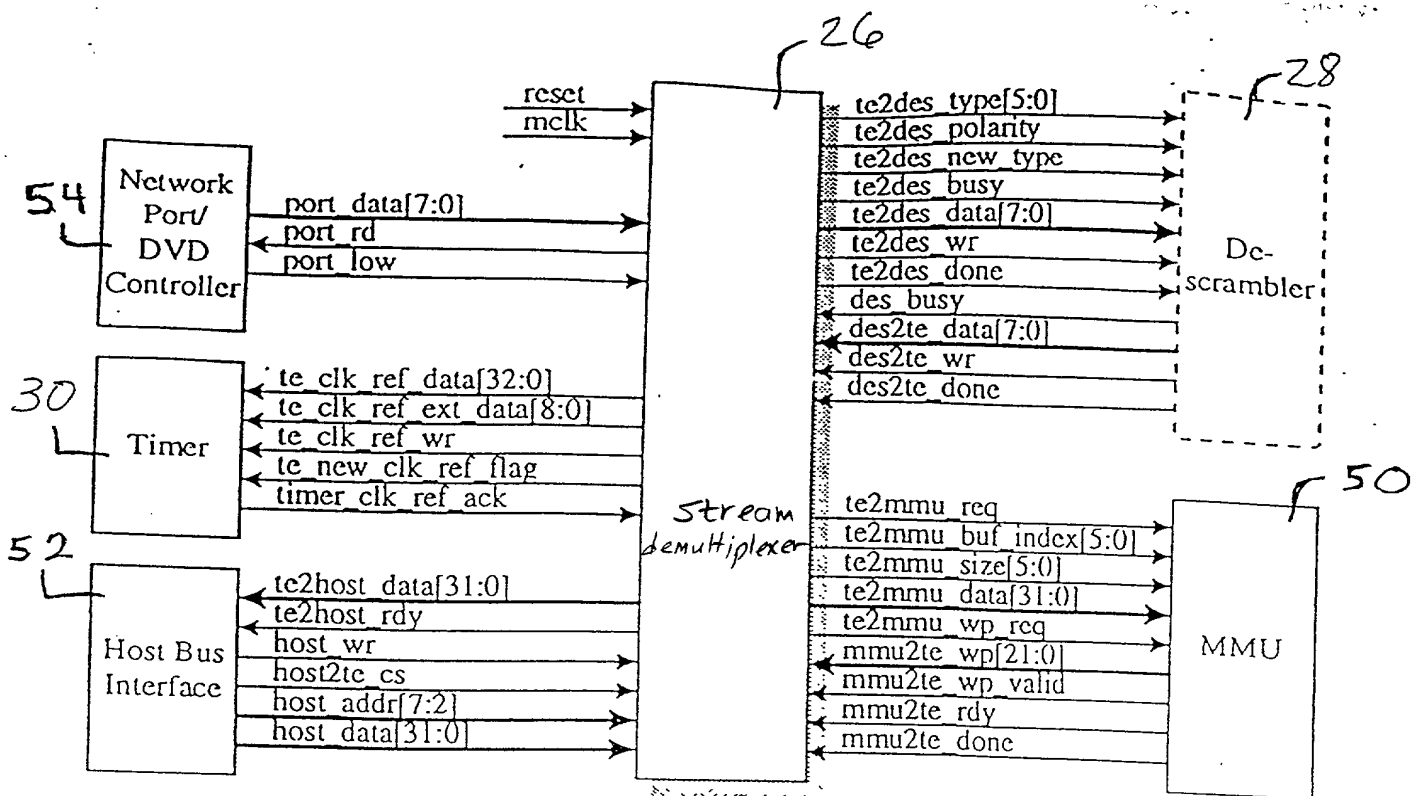 26
reset
mclk
54
Network
Port/
DVD
Controller
port_data[7:0]
port_rd
port_low
30
Timer
te_clk_ref_data[32:0]
te_clk_ref_ext_data[8:0]
te_clk_ref_wr
te_new_clk_ref_flag
timer_clk_ref_ack
52
Host Bus
Interface
te2host_data[31:0]
te2host_rdy
host_wr
host2te_cs
host_addr[7:2]
host_data[31:0]
Stream
demultiplexer
te2des_type[5:0]
te2des_polarity
te2des_new_type
te2des_busy
te2des_data[7:0]
te2des_wr
te2des_done
des_busy
des2te_data[7:0]
des2te_wr
des2te_done
28
De-
scrambler
te2mmu_req
te2mmu_buf_index[5:0]
te2mmu_size[5:0]
te2mmu_data[31:0]
te2mmu_wp_req
mmu2te_wp[21:0]
mmu2te_wp_valid
mmu2te_rdy
mmu2te_done
50
MMU